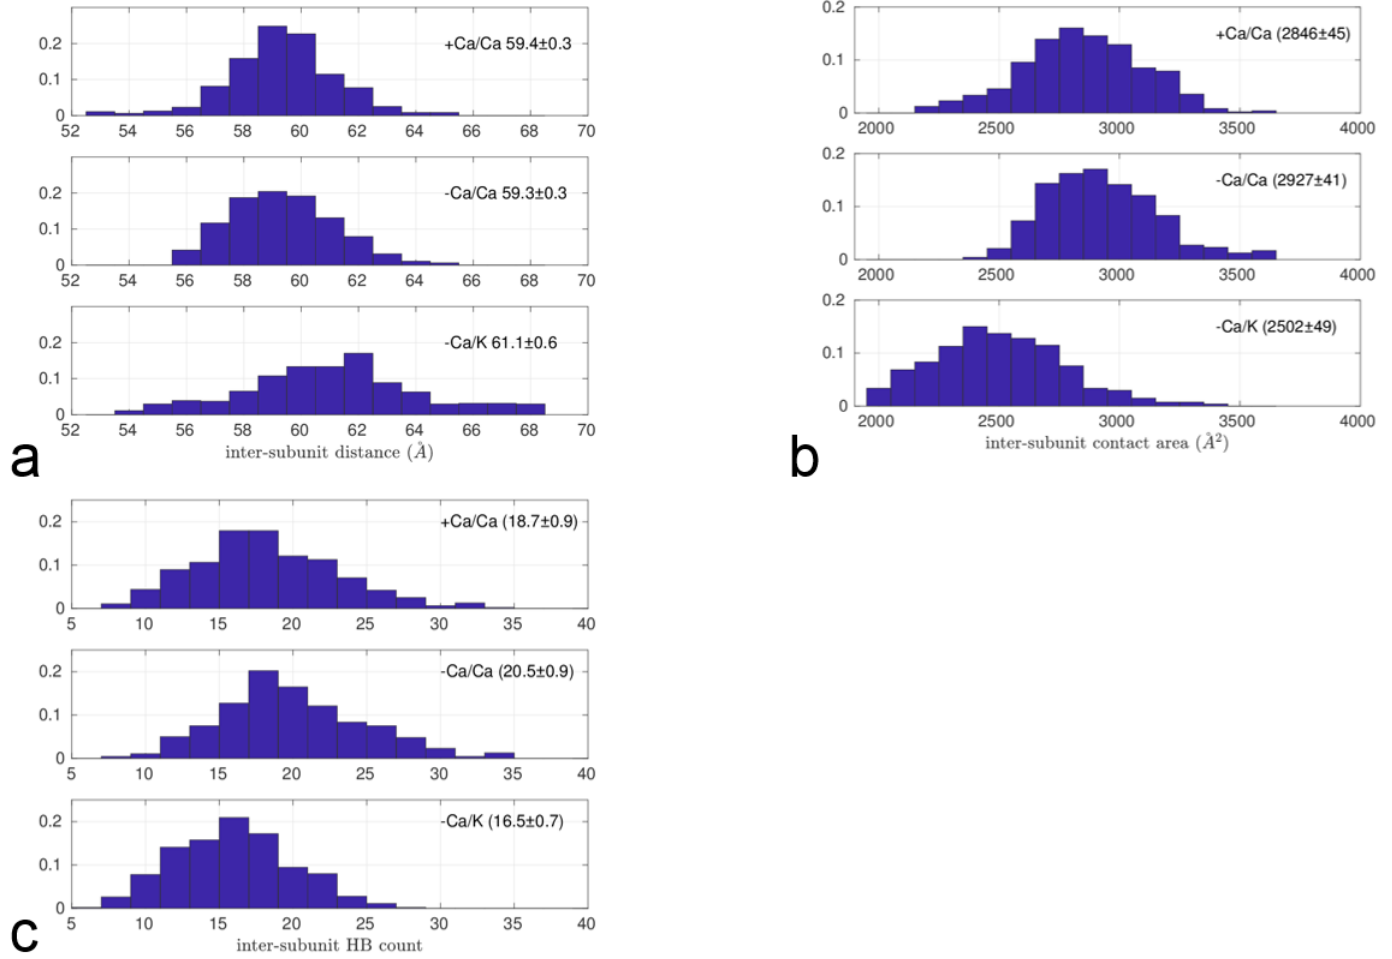 0.2
0.1
0
+Ca/Ca 59.4±0.3
52 54 56 58 60 62 64 66 68 70
0.2
0.1
0
-Ca/Ca 59.3±0.3
52 54 56 58 60 62 64 66 68 70
0.2
0.1
0
-Ca/K 61.1±0.6
52 54 56 58 60 62 64 66 68 70
inter-subunit distance (Å)
a
0.2
0.1
0
+Ca/Ca (2846±45)
2000 2500 3000 3500 4000
0.2
0.1
0
-Ca/Ca (2927±41)
2000 2500 3000 3500 4000
0.2
0.1
0
-Ca/K (2502±49)
2000 2500 3000 3500 4000
inter-subunit contact area (Å²)
b
0.2
0.1
0
+Ca/Ca (18.7±0.9)
5 10 15 20 25 30 35 40
0.2
0.1
0
-Ca/Ca (20.5±0.9)
5 10 15 20 25 30 35 40
0.2
0.1
0
-Ca/K (16.5±0.7)
5 10 15 20 25 30 35 40
inter-subunit HB count
c